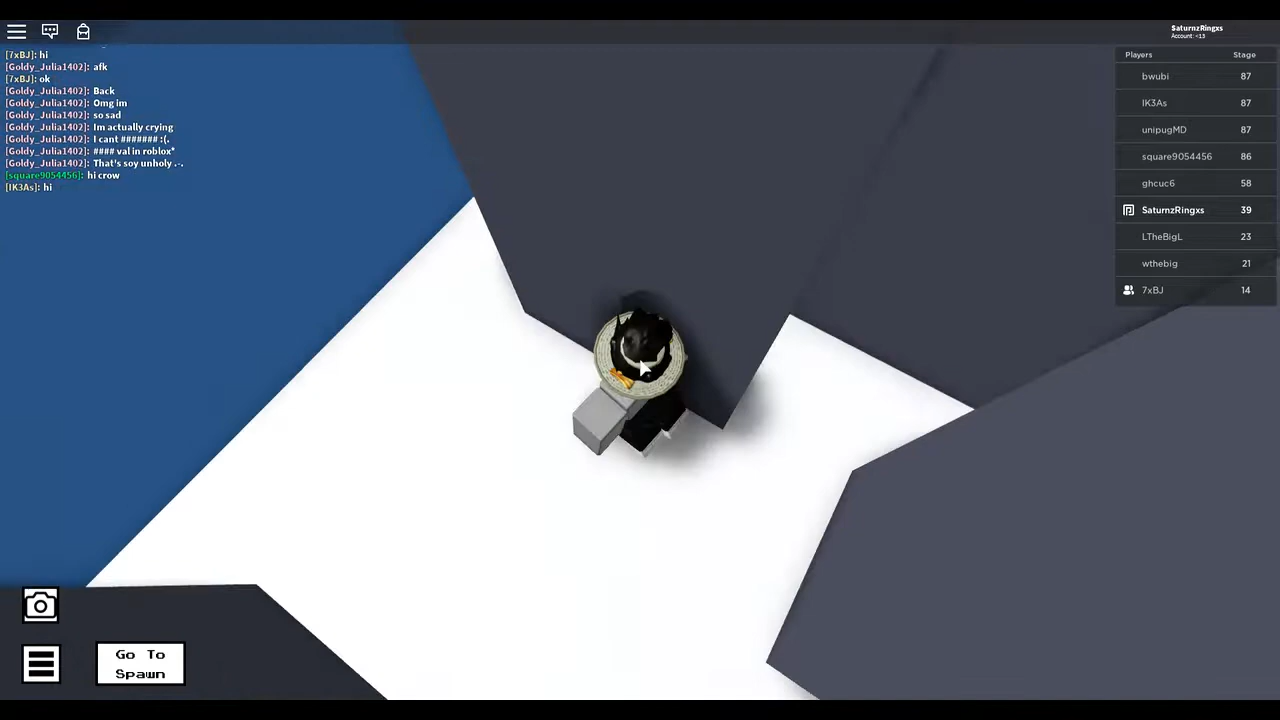 SaturnzRingxs
Account: <13
[7xBJ]: hi
[Goldy_Julia1402]: afk
[7xBJ]: ok
[Goldy_Julia1402]: Back
[Goldy_Julia1402]: Omg im
[Goldy_Julia1402]: so sad
[Goldy_Julia1402]: Im actually crying
[Goldy_Julia1402]: I cant ####### :(.
[Goldy_Julia1402]: #### val in roblox*
[Goldy_Julia1402]: That's soy unholy .-.
[square9054456]: hi crow
[IK3As]: hi
Players Stage
bwubi 87
IK3As 87
unipugMD 87
square9054456 86
ghcuc6 58
SaturnzRingxs 39
LTheBigL 23
wthebig 21
7xBJ 14
Go To
Spawn